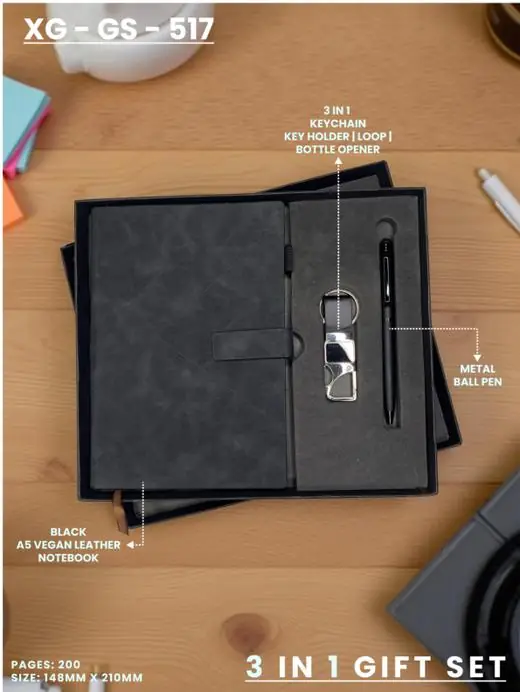 XG - GS - 517
3 IN 1
KEYCHAIN
KEY HOLDER | LOOP |
BOTTLE OPENER
METAL
BALL PEN
BLACK
A5 VEGAN LEATHER
NOTEBOOK
PAGES: 200
SIZE: 148MM X 210MM
3 IN 1 GIFT SET